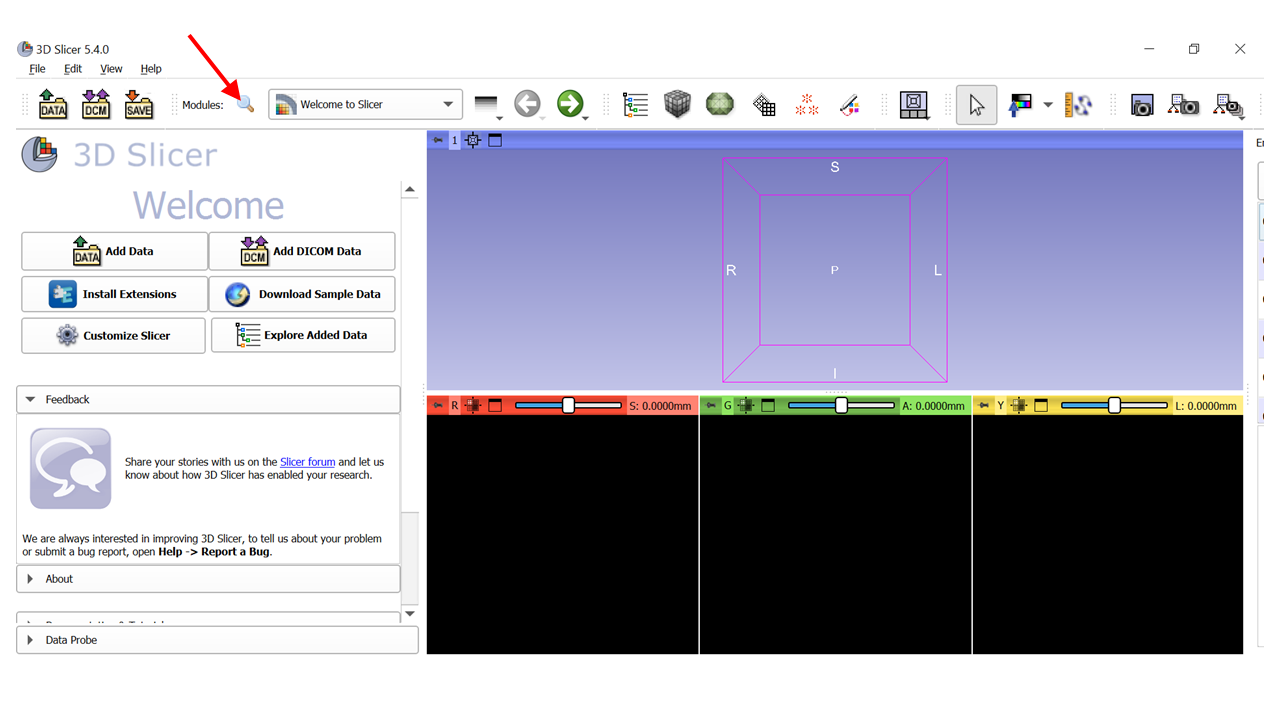 3D Slicer 5.4.0
File Edit View Help
DATA DCM SAVE Modules: Welcome to Slicer
3D Slicer
Welcome
DATA Add Data
DCM Add DICOM Data
Install Extensions
Download Sample Data
Customize Slicer
Explore Added Data
Feedback
Share your stories with us on the Slicer forum and let us
know about how 3D Slicer has enabled your research.
We are always interested in improving 3D Slicer, to tell us about your problem
or submit a bug report, open Help -> Report a Bug.
About
Data Probe
1
S
R P L
I
R S: 0.0000mm
G A: 0.0000mm
Y L: 0.0000mm